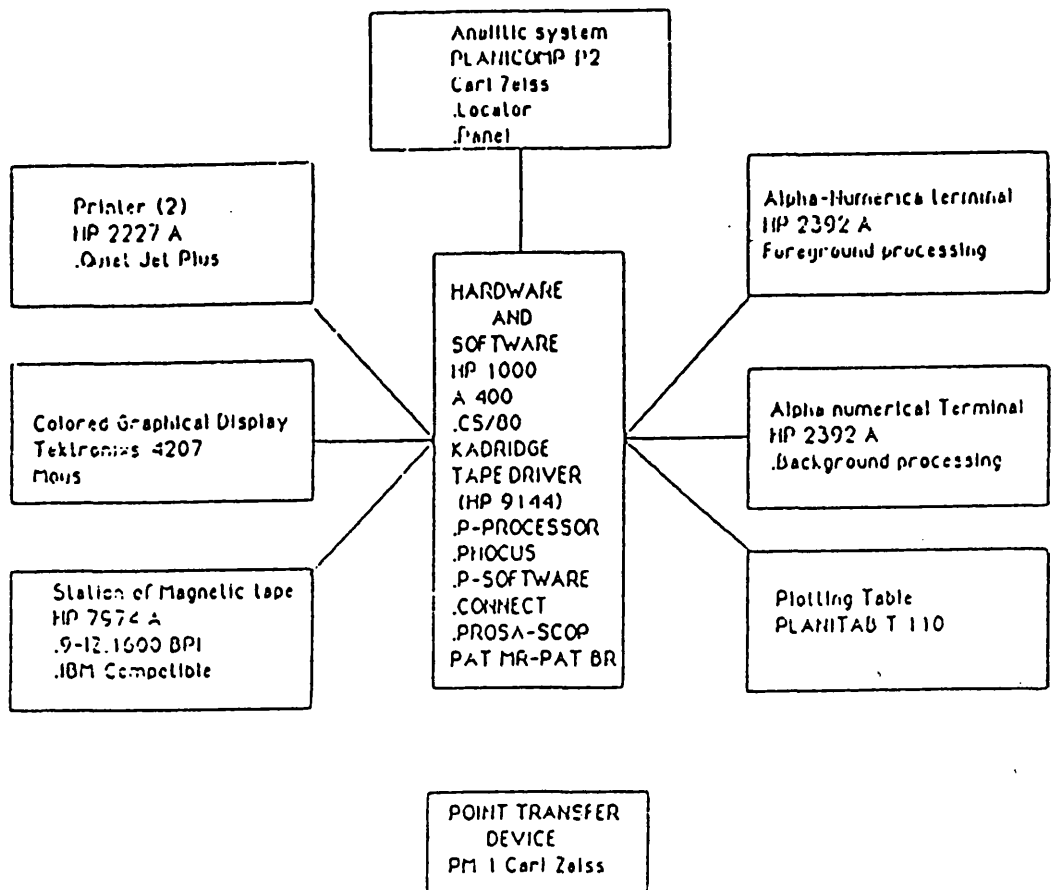 Analitic system
PLANICOMP P2
Carl Zeiss
.Locator
.Panel
Printer (2)
HP 2227 A
.Quiet Jet Plus
Colored Graphical Display
Tektronixs 4207
Mous
Station of Magnetic tape
HP 7974 A
1600 BPI
.IBM Compatible
HARDWARE
AND
SOFTWARE
HP 1000
A 400
.CS/80
KADRIDGE
TAPE DRIVER
(HP 9144)
.P-PROCESSOR
.PHOCUS
.P-SOFTWARE
.CONNECT
.PROSA-SCOP
PAT MR-PAT BR
Alpha-Numerica terminal
HP 2392 A
Foreground processing
Alpha numerical Terminal
HP 2392 A
.Background processing
Plotting Table
PLANITAB T 110
POINT TRANSFER
DEVICE
PM 1 Carl Zaiss